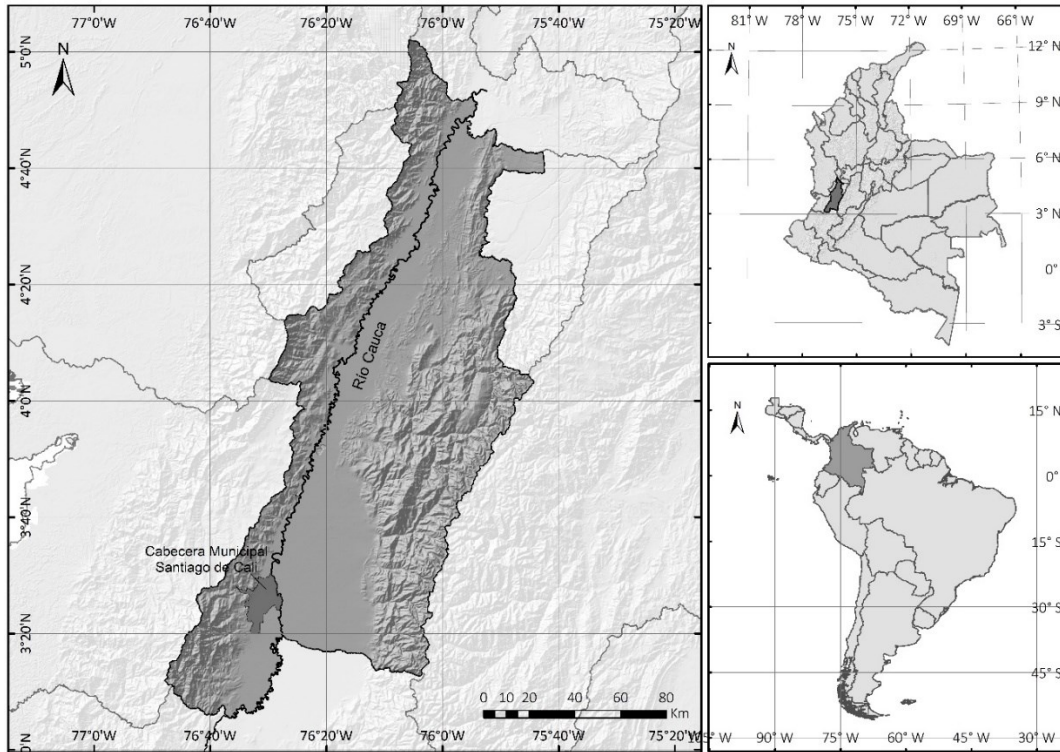 77°0'W 76°40'W 76°20'W 76°0'W 75°40'W 75°20'W
N
5°0'N
4°40'N
4°20'N
4°0'N
3°40'N
3°20'N
Río Cauca
Cabecera Municipal
Santiago de Cali
0 10 20 40 60 80
Km
77°0'W 76°40'W 76°20'W 76°0'W 75°40'W
81° W 78° W 75° W 72° W 69° W 66° W
N
12° N
9° N
6° N
3° N
0°
3° S
N
15° N
0°
15° S
30° S
45° S
90° W 75° W 60° W 45° W 30° W